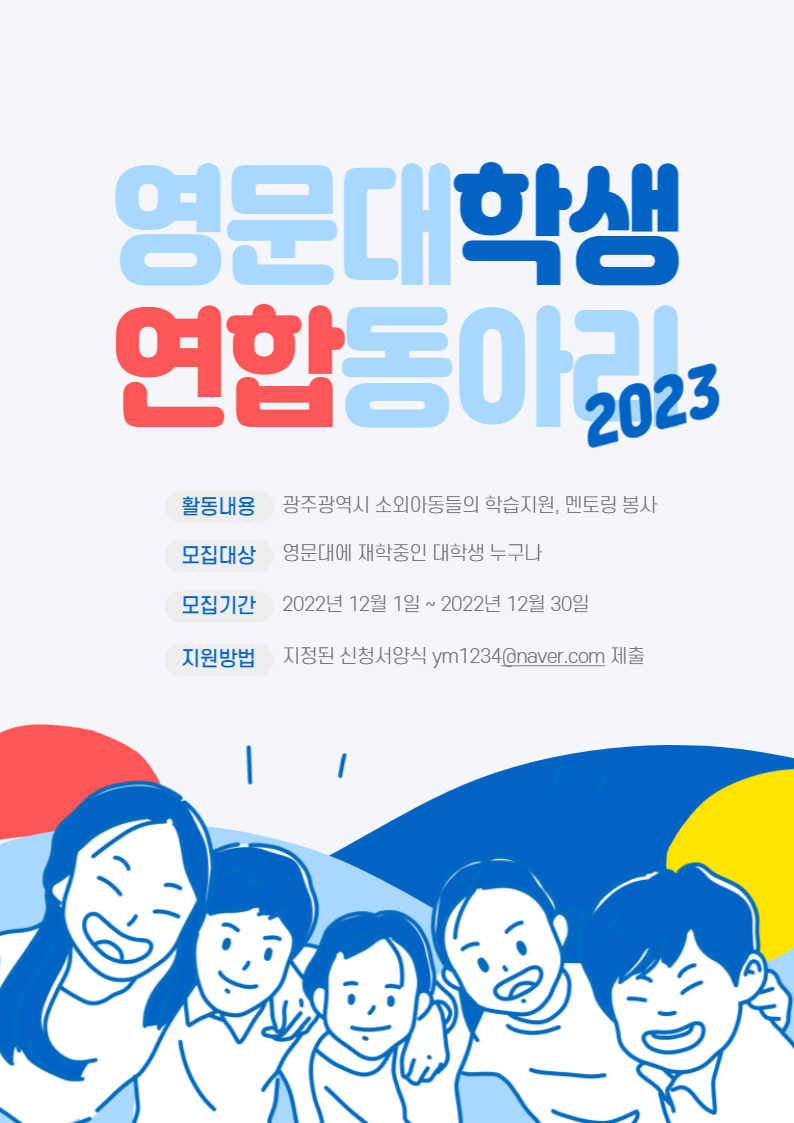 영문대학생
연합동아리
2023
활동내용 광주광역시 소외아동들의 학습지원, 멘토링 봉사
모집대상 영문대에 재학중인 대학생 누구나
모집기간 2022년 12월 1일 ~ 2022년 12월 30일
지원방법 지정된 신청서양식 ym1234@naver.com 제출